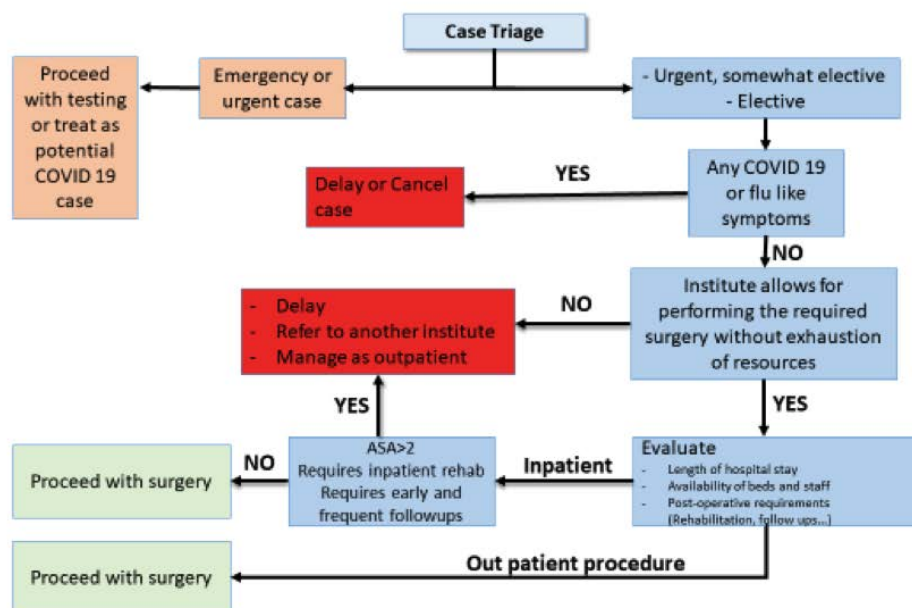 Case Triage
Proceed
with testing
or treat as
potential
COVID 19
case
Emergency or
urgent case
- Urgent, somewhat elective
- Elective
YES
Delay or Cancel
case
Any COVID 19
or flu like
symptoms
NO
- Delay
- Refer to another institute
- Manage as outpatient
NO
Institute allows for
performing the required
surgery without exhaustion
of resources
YES
YES
Proceed with surgery
NO
ASA>2
Requires inpatient rehab
Requires early and
frequent followups
Inpatient
Evaluate
- Length of hospital stay
- Availability of beds and staff
- Post-operative requirements
(Rehabilitation, follow ups...)
Proceed with surgery
Out patient procedure